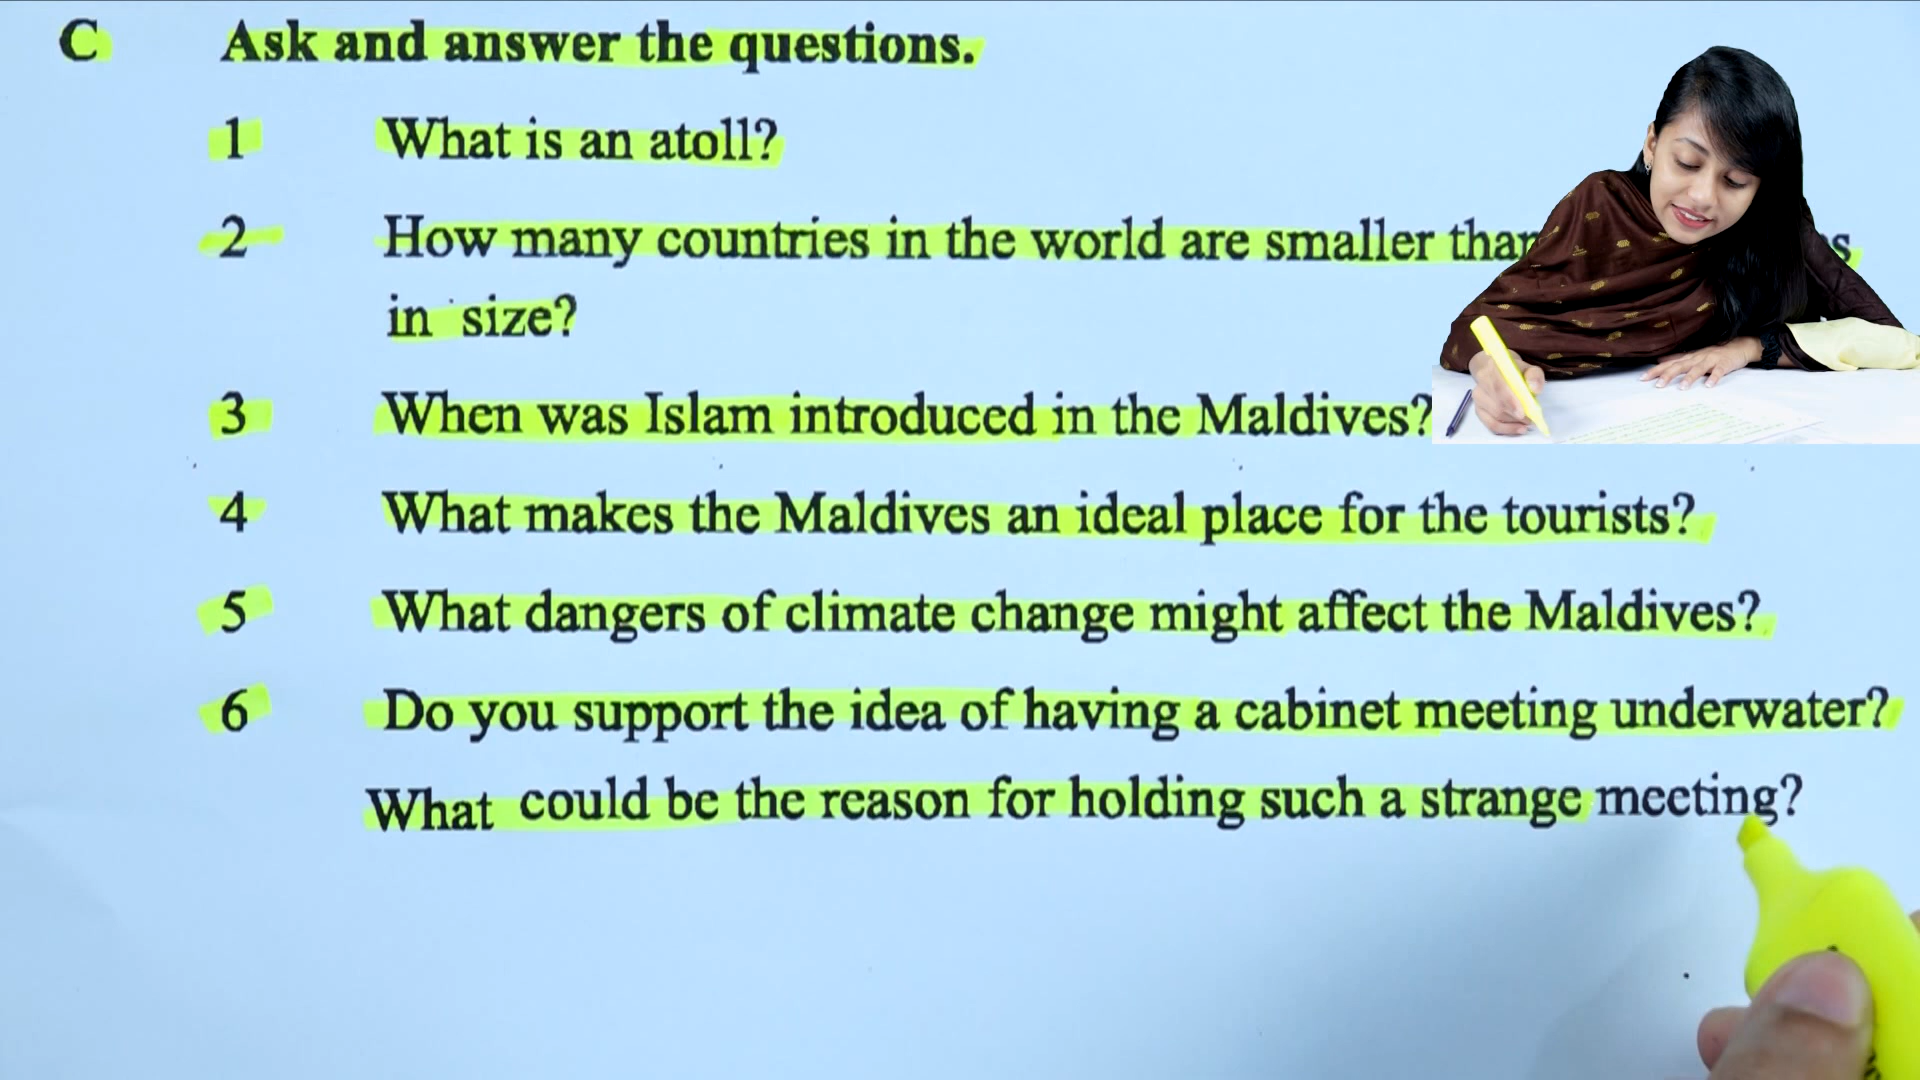 C Ask and answer the questions.
1 What is an atoll?
2 How many countries in the world are smaller than
in size?
3 When was Islam introduced in the Maldives?
4 What makes the Maldives an ideal place for the tourists?
5 What dangers of climate change might affect the Maldives?
6 Do you support the idea of having a cabinet meeting underwater?
What could be the reason for holding such a strange meeting?